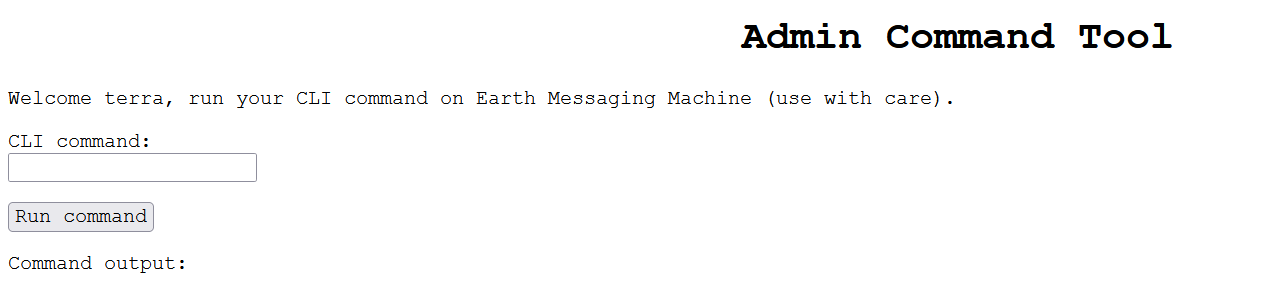 Admin Command Tool
Welcome terra, run your CLI command on Earth Messaging Machine (use with care).
CLI command:
Run command
Command output: